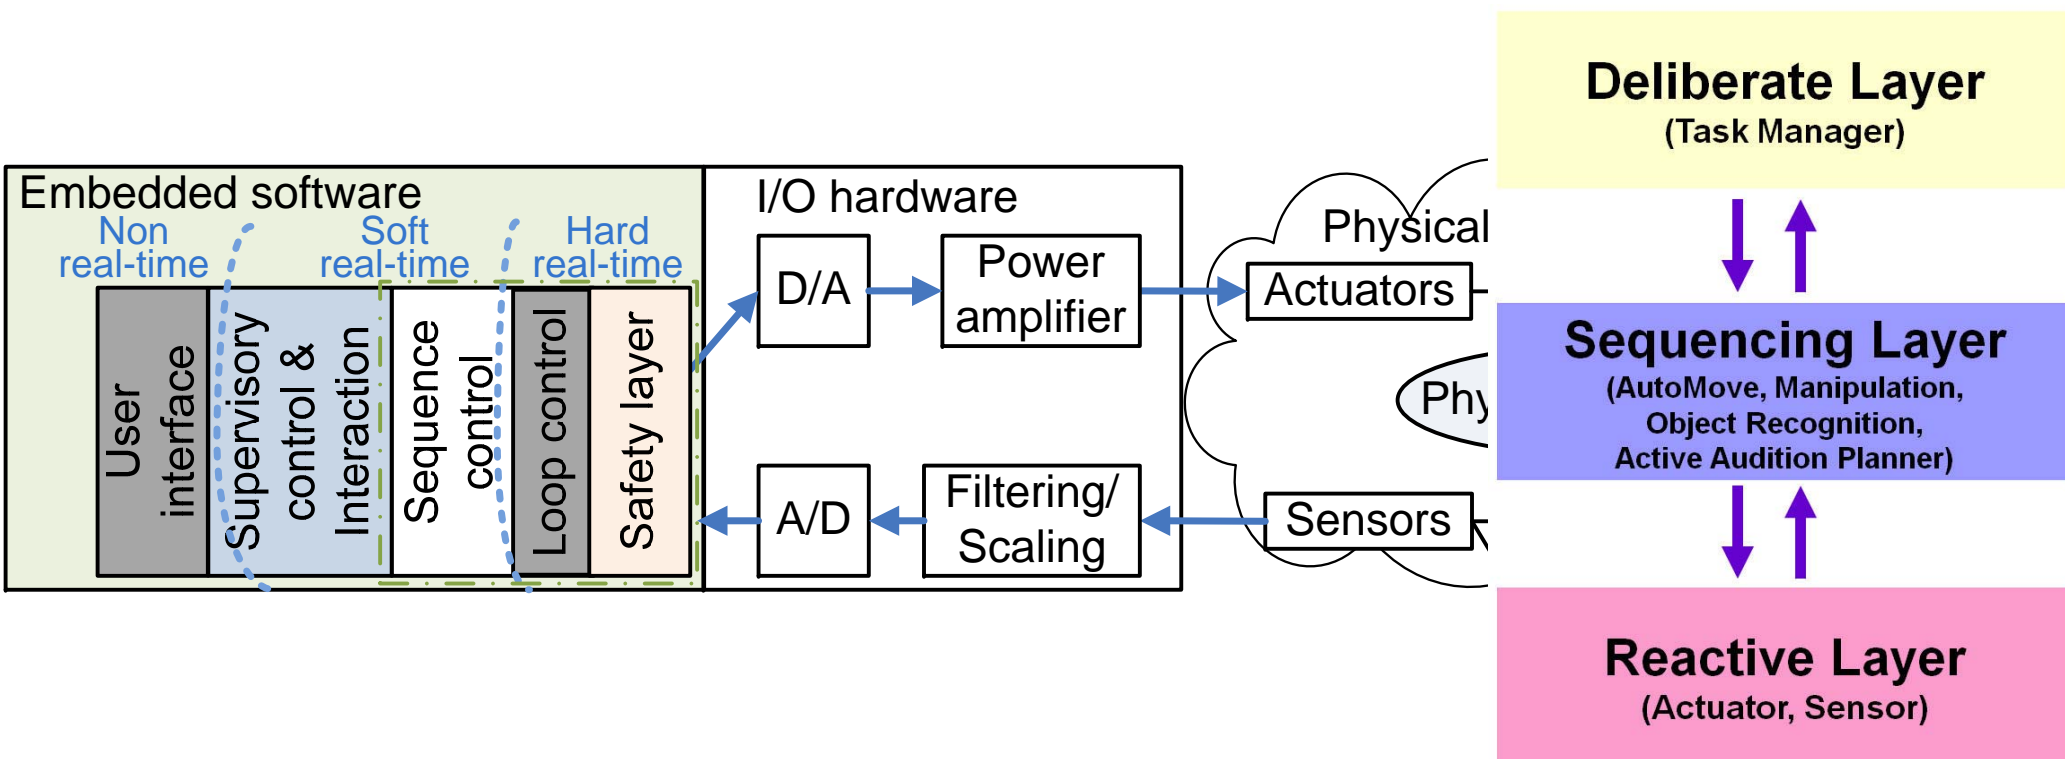 Embedded software
Non
real-time
Soft
real-time
Hard
real-time
User
interface
Supervisory
control &
Interaction
Sequence
control
Loop control
Safety layer
I/O hardware
D/A
Power
amplifier
A/D
Filtering/
Scaling
Physical
Actuators
Phy
Sensors
Deliberate Layer
(Task Manager)
Sequencing Layer
(AutoMove, Manipulation,
Object Recognition,
Active Audition Planner)
Reactive Layer
(Actuator, Sensor)